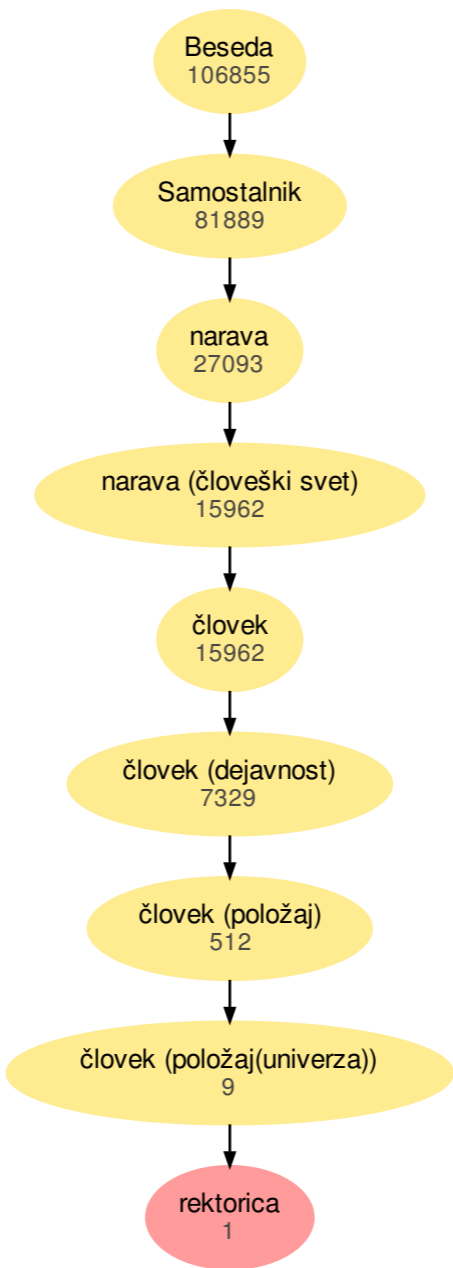 Beseda
106855
Samostalnik
81889
narava
27093
narava (človeški svet)
15962
človek
15962
človek (dejavnost)
7329
človek (položaj)
512
človek (položaj(univerza))
9
rektorica
1